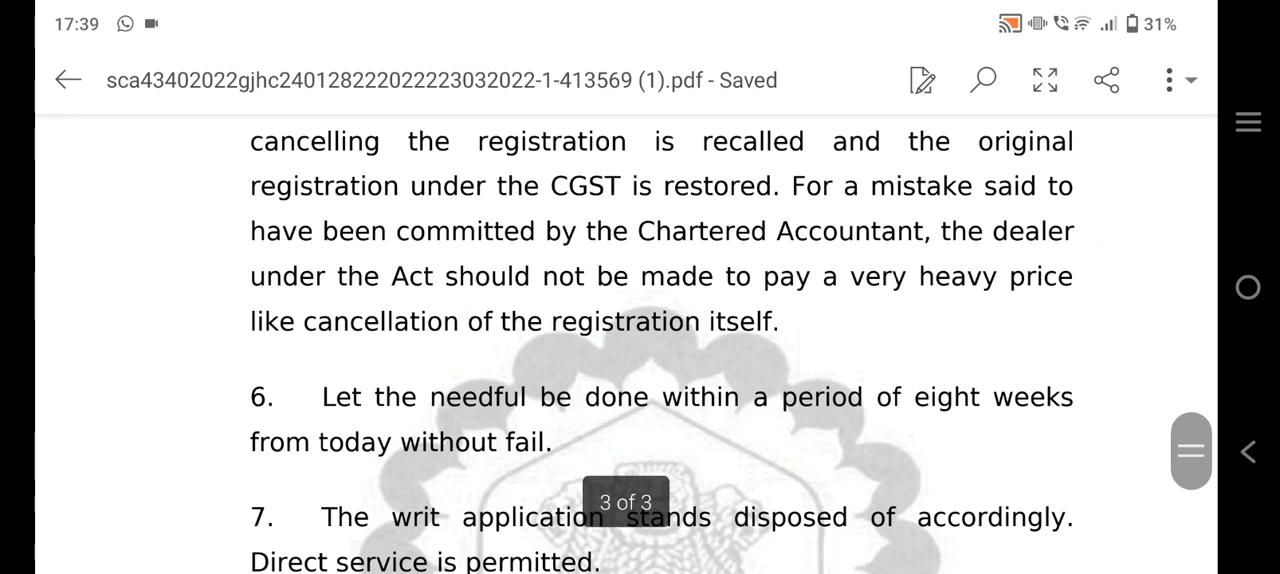 17:39
31%
sca43402022gjhc240128222022223032022-1-413569 (1).pdf - Saved
cancelling the registration is recalled and the original
registration under the CGST is restored. For a mistake said to
have been committed by the Chartered Accountant, the dealer
under the Act should not be made to pay a very heavy price
like cancellation of the registration itself.
6. Let the needful be done within a period of eight weeks
from today without fail.
3 of 3
7. The writ application stands disposed of accordingly.
Direct service is permitted.